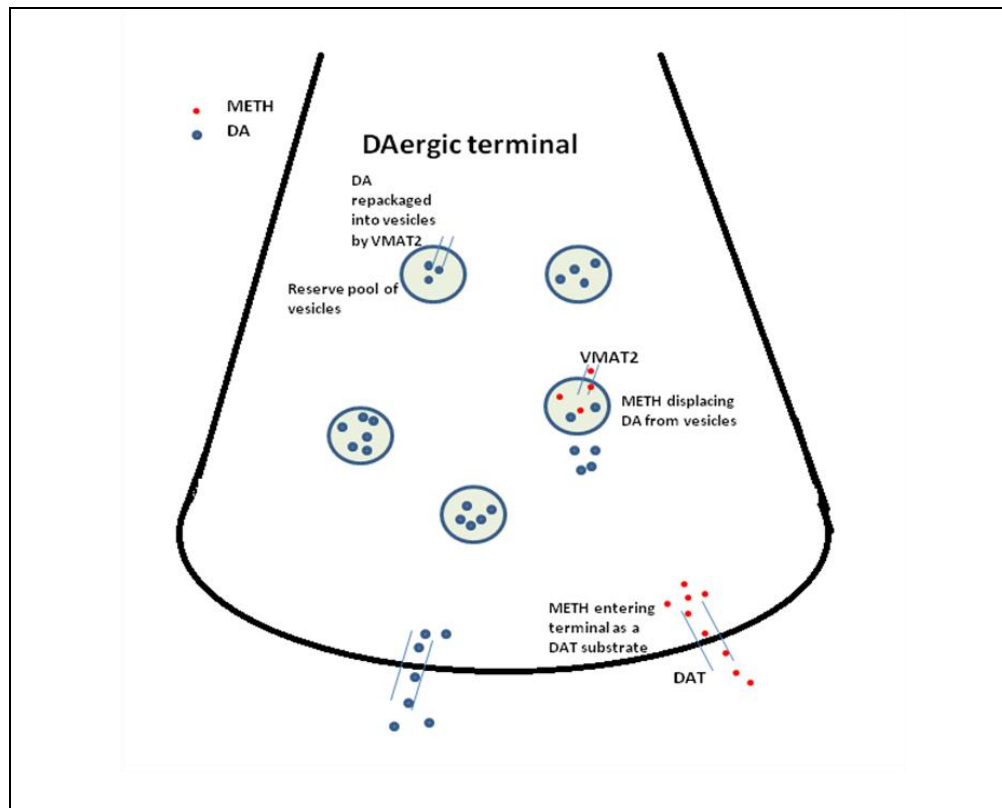 METH
DA
DAergic terminal
DA
repackaged
into vesicles
by VMAT2
Reserve pool of
vesicles
VMAT2
METH displacing
DA from vesicles
METH entering
terminal as a
DAT substrate
DAT